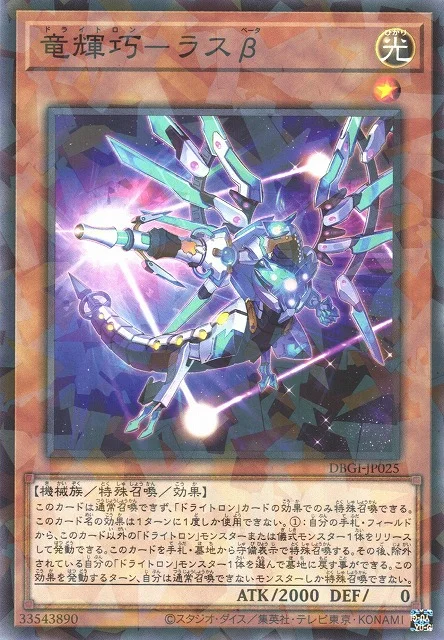 ドライトロン ベータ ひかり
竜輝巧－ラスβ 光
DBGI-JP025
【機械族／特殊召喚／効果】
このカードは通常召喚できず、「ドライトロン」カードの効果でのみ特殊召喚できる。
このカード名の効果は１ターンに１度しか使用できない。①：自分の手札・フィールド
から、このカード以外の「ドライトロン」モンスターまたは儀式モンスター１体をリリース
して発動できる。このカードを手札・墓地から守備表示で特殊召喚する。その後、除外
されている自分の「ドライトロン」モンスター１体を選んで墓地に戻す事ができる。この
効果を発動するターン、自分は通常召喚できないモンスターしか特殊召喚できない。
ATK/2000 DEF/ 0
33543890 ©スタジオ・ダイス／集英社・テレビ東京・KONAMI